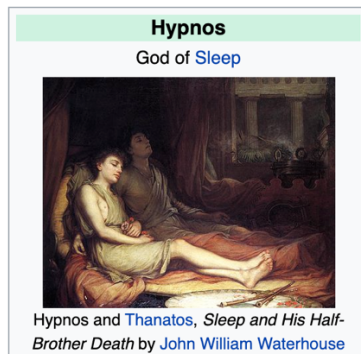 Hypnos
God of Sleep
Hypnos and Thanatos, Sleep and His Half-
Brother Death by John William Waterhouse